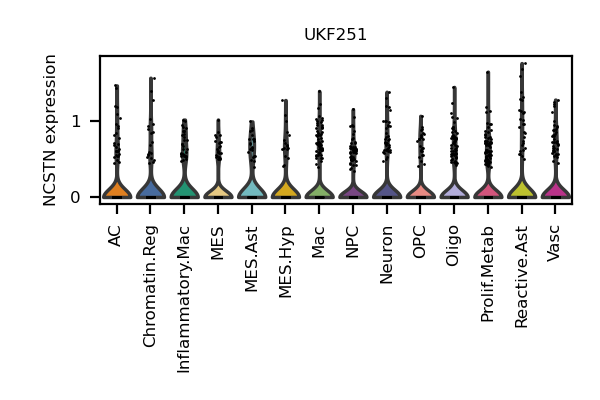 UKF251
NCSTN expression
1
0
AC
Chromatin.Reg
Inflammatory.Mac
MES
MES.Ast
MES.Hyp
Mac
NPC
Neuron
OPC
Oligo
Prolif.Metab
Reactive.Ast
Vasc